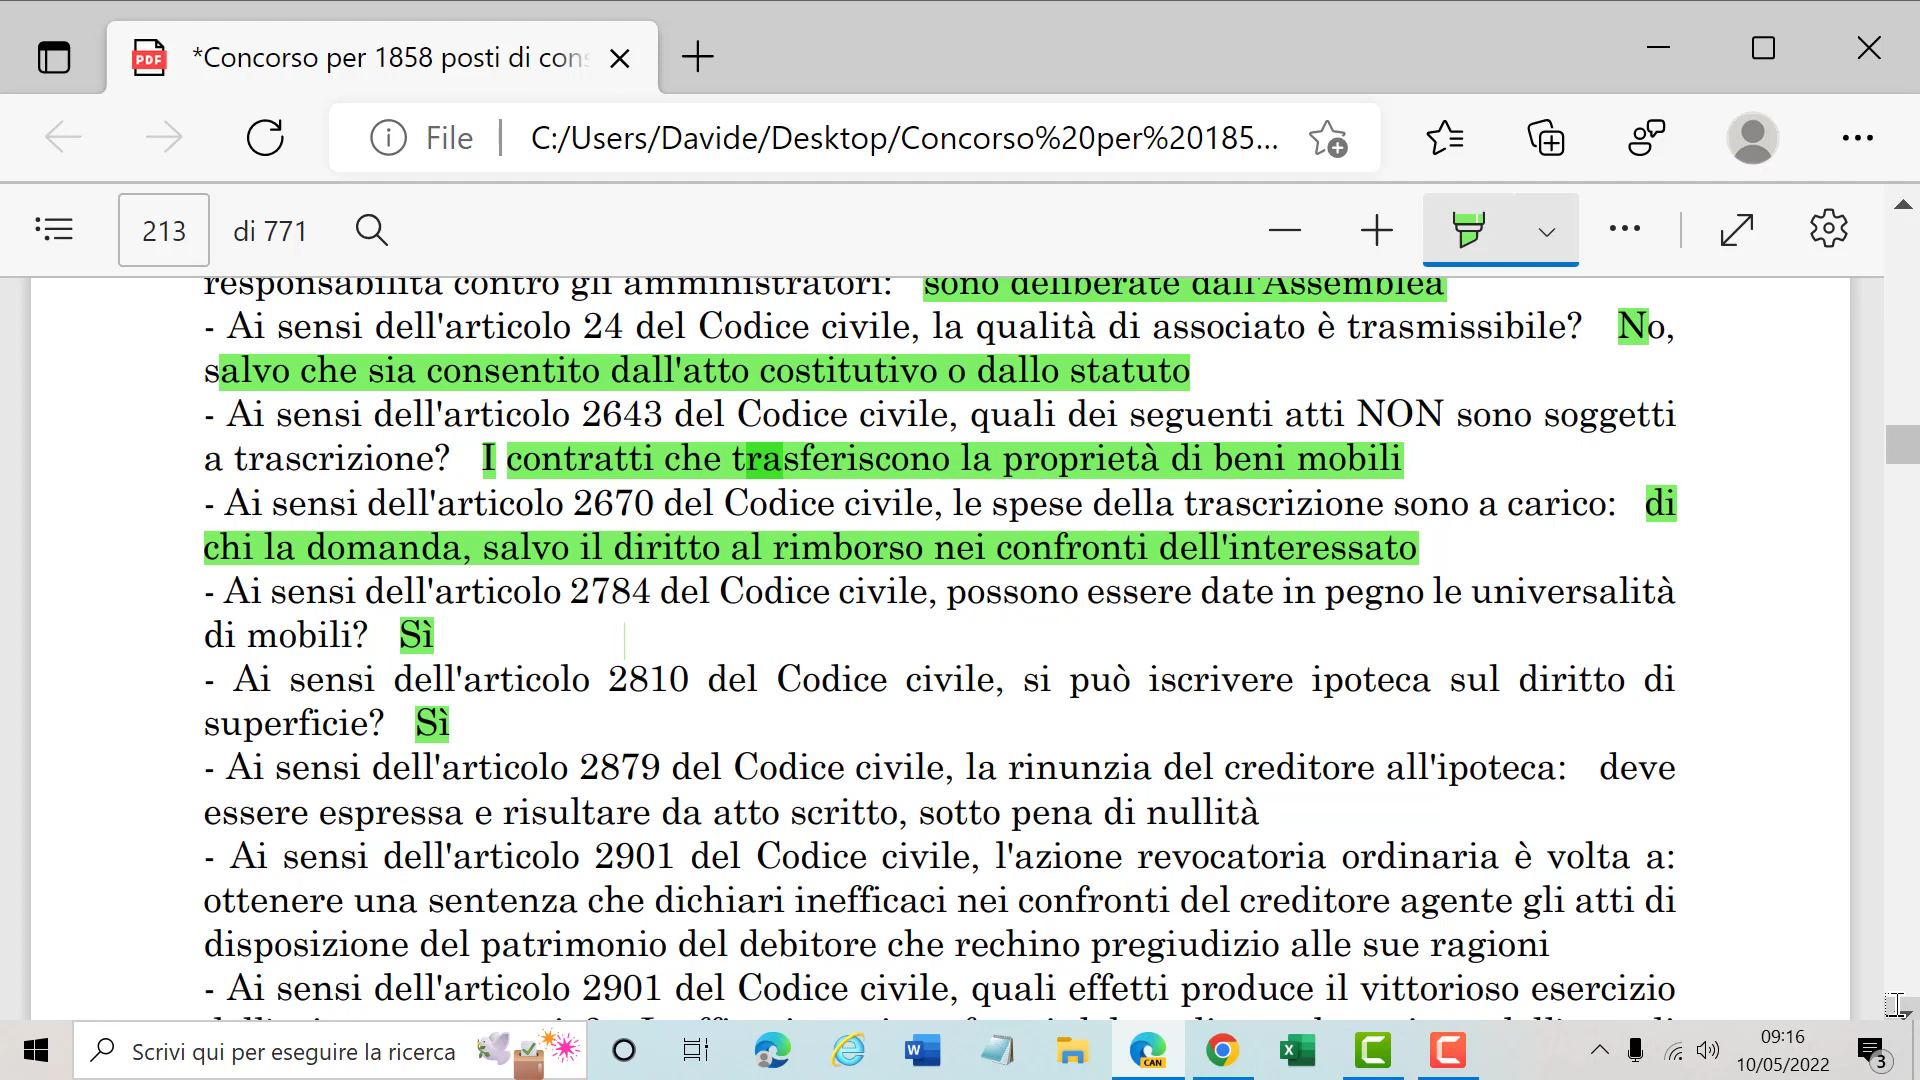 *Concorso per 1858 posti di con
File
C:/Users/Davide/Desktop/Concorso%20per%20185...
213 di 771
responsabilità contro gli amministratori: sono deliberate dall'Assemblea
- Ai sensi dell'articolo 24 del Codice civile, la qualità di associato è trasmissibile? No,
salvo che sia consentito dall'atto costitutivo o dallo statuto
- Ai sensi dell'articolo 2643 del Codice civile, quali dei seguenti atti NON sono soggetti
a trascrizione? I contratti che trasferiscono la proprietà di beni mobili
- Ai sensi dell'articolo 2670 del Codice civile, le spese della trascrizione sono a carico: di
chi la domanda, salvo il diritto al rimborso nei confronti dell'interessato
- Ai sensi dell'articolo 2784 del Codice civile, possono essere date in pegno le universalità
di mobili? Sì
- Ai sensi dell'articolo 2810 del Codice civile, si può iscrivere ipoteca sul diritto di
superficie? Sì
- Ai sensi dell'articolo 2879 del Codice civile, la rinunzia del creditore all'ipoteca: deve
essere espressa e risultare da atto scritto, sotto pena di nullità
- Ai sensi dell'articolo 2901 del Codice civile, l'azione revocatoria ordinaria è volta a:
ottenere una sentenza che dichiari inefficaci nei confronti del creditore agente gli atti di
disposizione del patrimonio del debitore che rechino pregiudizio alle sue ragioni
- Ai sensi dell'articolo 2901 del Codice civile, quali effetti produce il vittorioso esercizio
Scrivi qui per eseguire la ricerca
CAN
09:16
10/05/2022
3